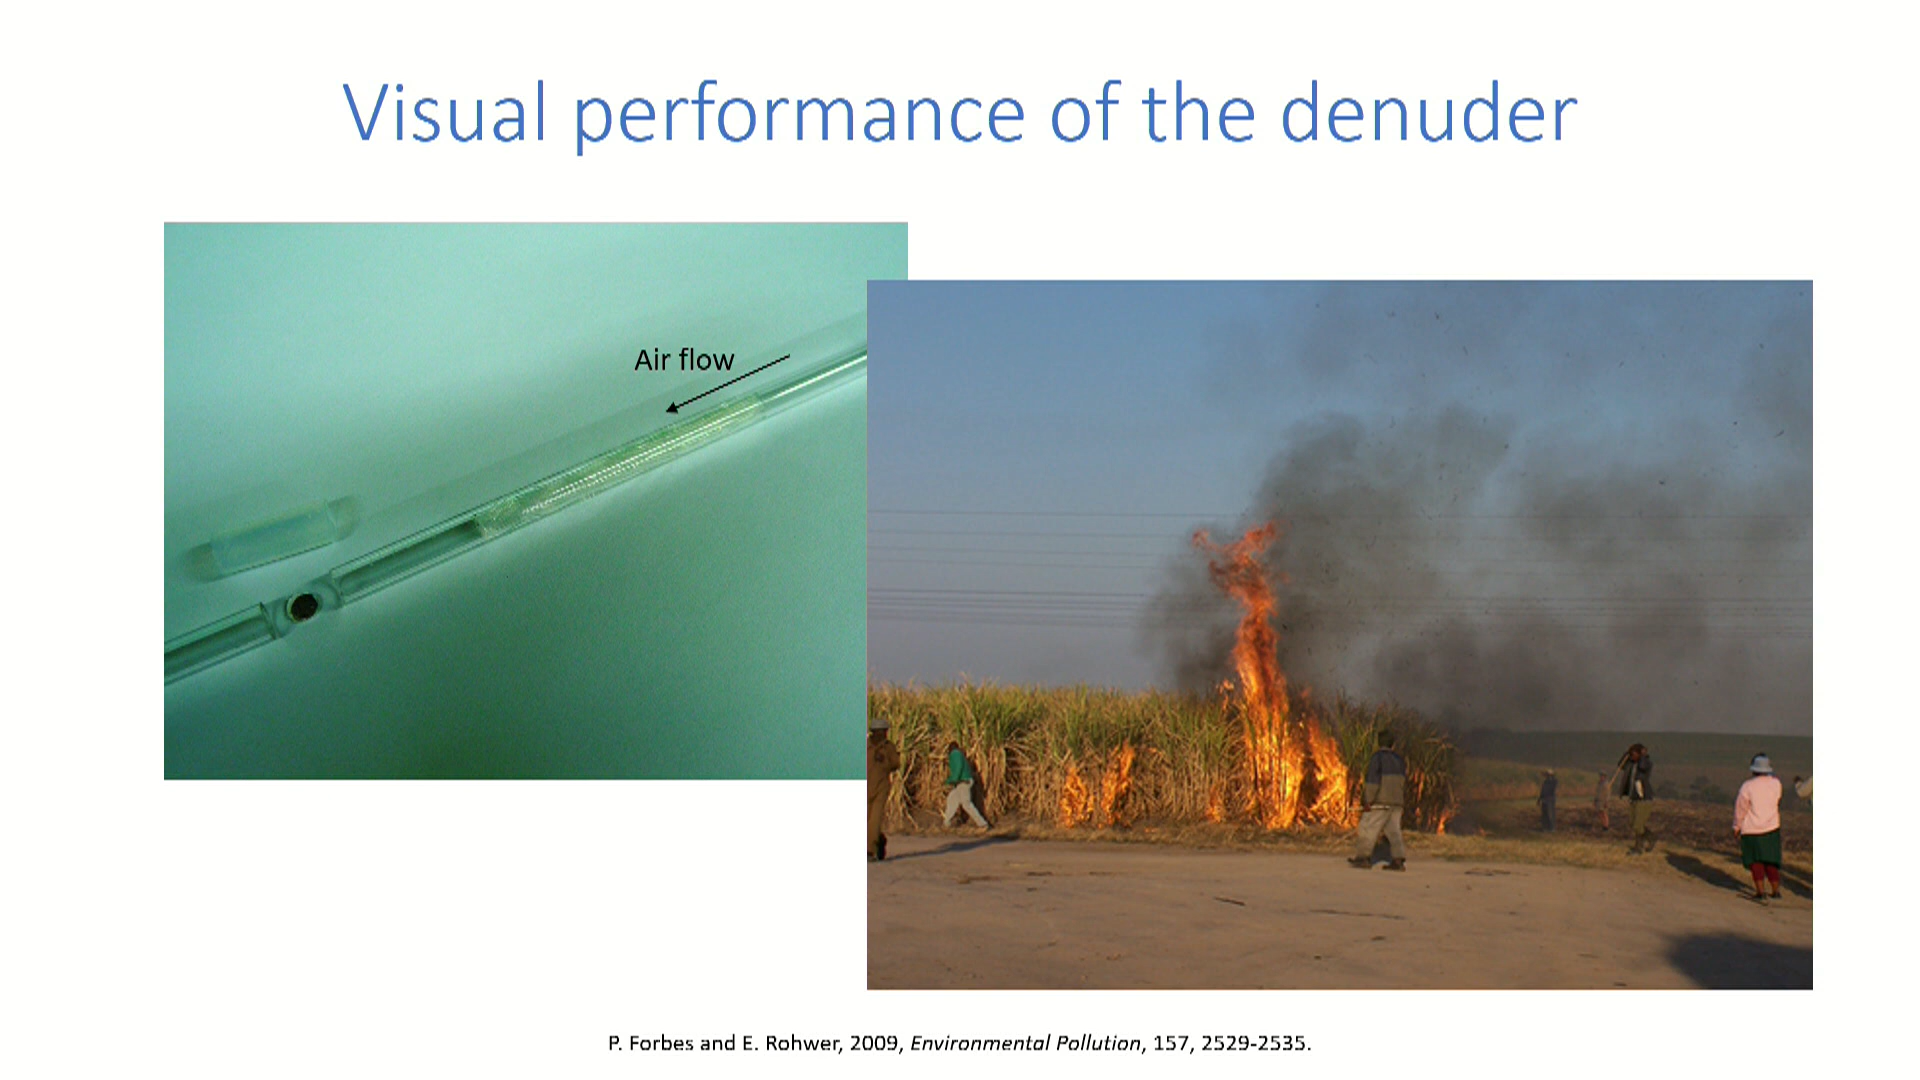 Visual performance of the denuder
Air flow
P. Forbes and E. Rohwer, 2009, Environmental Pollution, 157, 2529-2535.